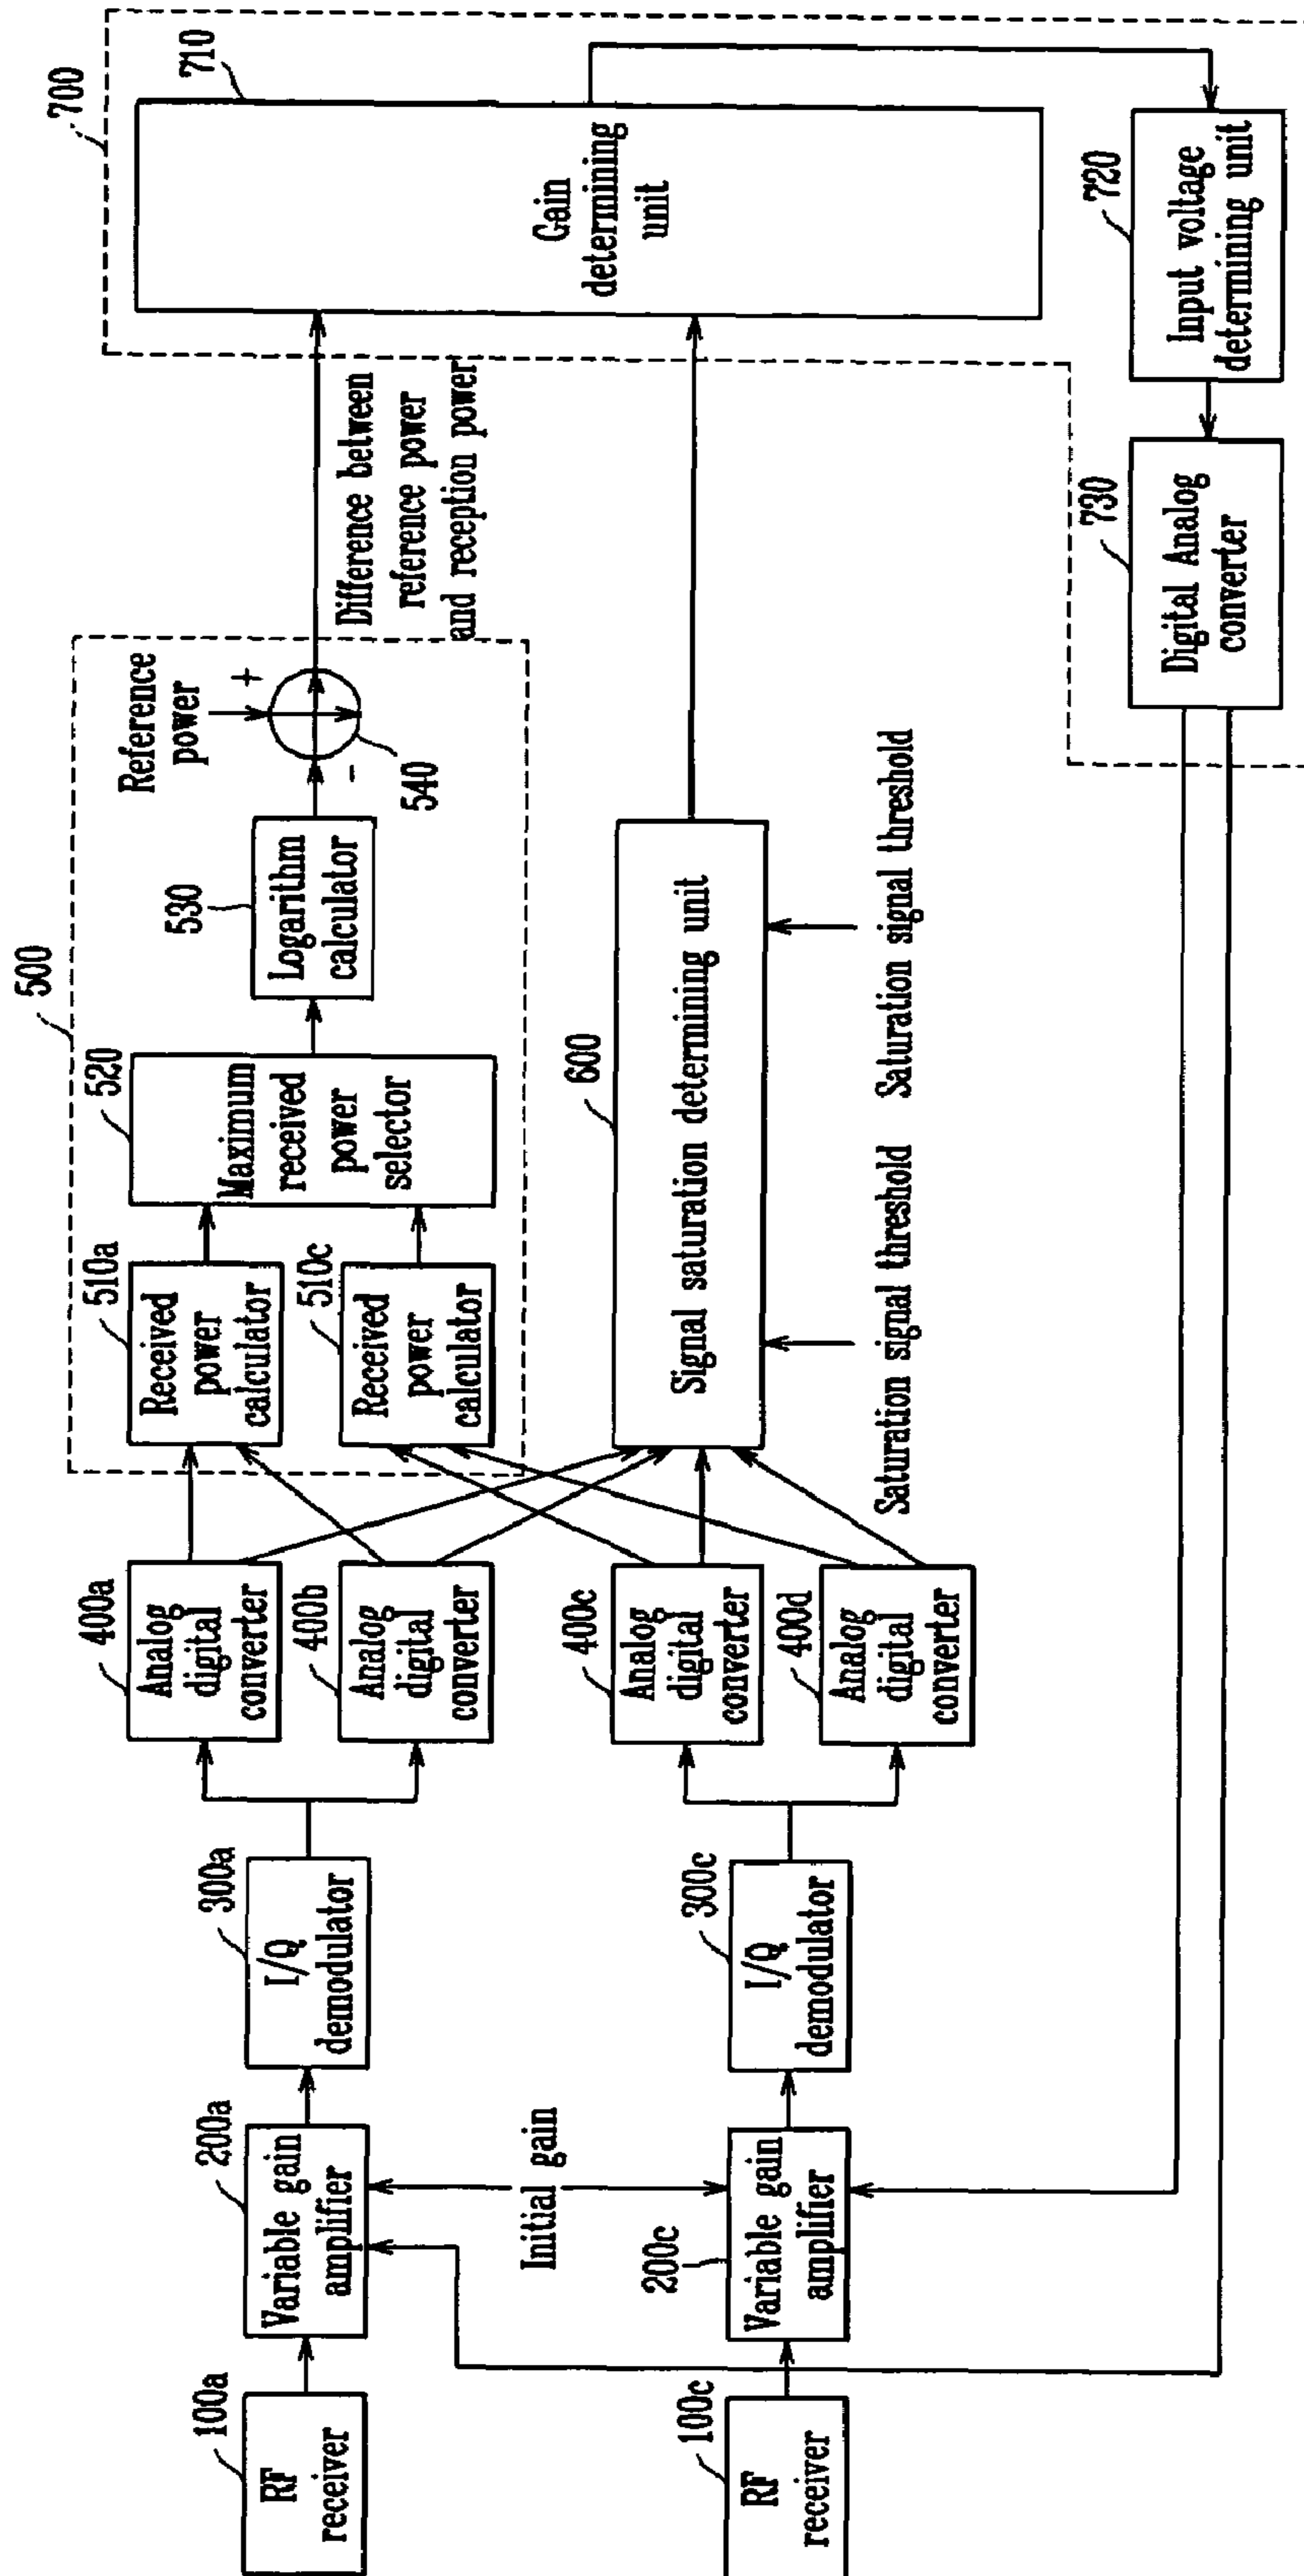 100a
RF
receiver
200a
Variable gain
amplifier
300a
I/Q
demodulator
400a
Analog
digital
converter
400b
Analog
digital
converter
Initial gain
100c
RF
receiver
200c
Variable gain
amplifier
300c
I/Q
demodulator
400c
Analog
digital
converter
400d
Analog
digital
converter
500
510a
Received
power
calculator
510c
Received
power
calculator
520
Maximum
received
power
selector
530
Logarithm
calculator
Reference
power
+
-
540
Difference between
reference power
and reception power
600
Signal saturation determining unit
Saturation signal threshold
Saturation signal threshold
700
710
Gain
determining
unit
720
Input voltage
determining unit
730
Digital Analog
converter